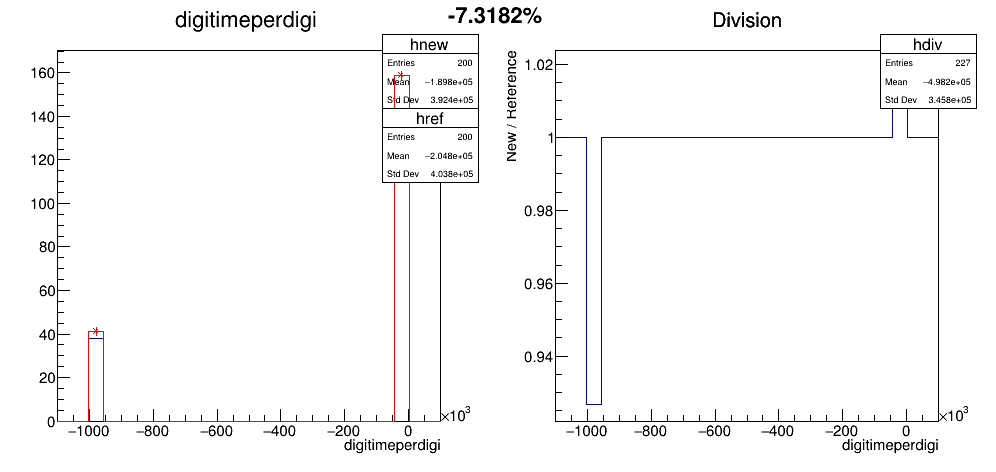 -7.3182%
digitimeperdigi
hnew
Entries 200
Mean −1.898e+05
Std Dev 3.924e+05
href
Entries 200
Mean −2.048e+05
Std Dev 4.038e+05
160
140
120
100
80
60
40
20
0
−1000 −800 −600 −400 −200 0
×10³
digitimeperdigi
Division
hdiv
Entries 227
Mean −4.982e+05
Std Dev 3.458e+05
New / Reference
1.02
1
0.98
0.96
0.94
−1000 −800 −600 −400 −200 0
×10³
digitimeperdigi